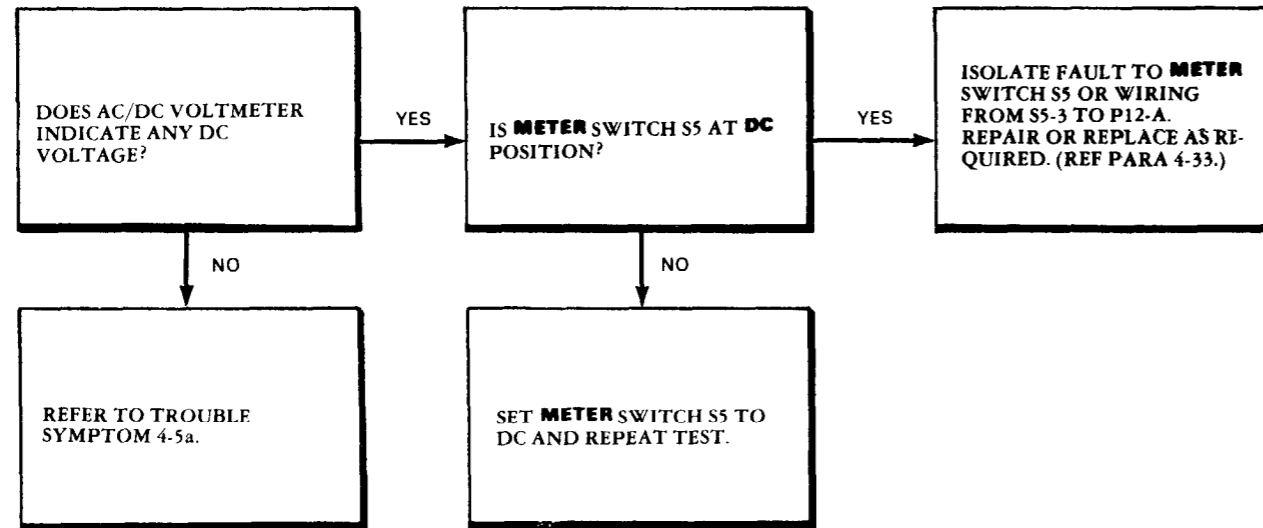 DOES AC/DC VOLTMETER
INDICATE ANY DC
VOLTAGE?
YES
IS METER SWITCH S5 AT DC
POSITION?
YES
ISOLATE FAULT TO METER
SWITCH S5 OR WIRING
FROM S5-3 TO P12-A.
REPAIR OR REPLACE AS RE-
QUIRED. (REF PARA 4-33.)
NO
NO
REFER TO TROUBLE
SYMPTOM 4-5a.
SET METER SWITCH S5 TO
DC AND REPEAT TEST.